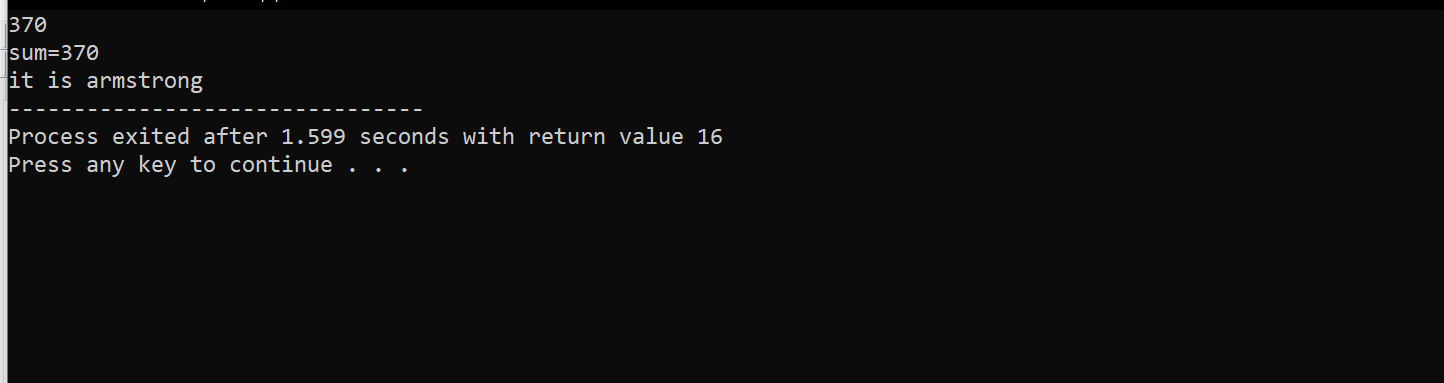 370
sum=370
it is armstrong
--------------------------------
Process exited after 1.599 seconds with return value 16
Press any key to continue . . .